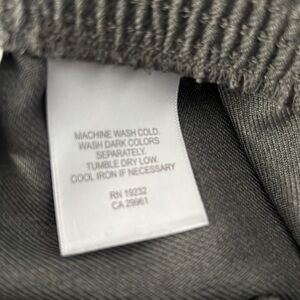 MACHINE WASH COLD.
WASH DARK COLORS
SEPARATELY.
TUMBLE DRY LOW.
COOL IRON IF NECESSARY
RN 19232
CA 29961